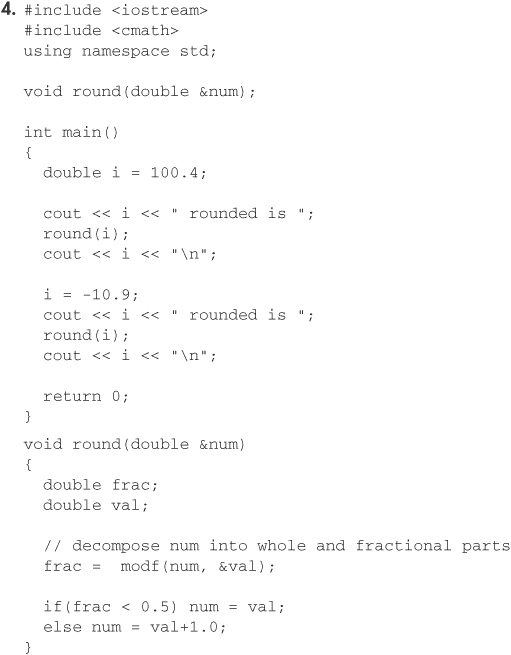 4. #include <iostream>
#include <cmath>
using namespace std;

void round(double &num);

int main()
{
  double i = 100.4;

  cout << i << " rounded is ";
  round(i);
  cout << i << "\n";

  i = -10.9;
  cout << i << " rounded is ";
  round(i);
  cout << i << "\n";

  return 0;
}
void round(double &num)
{
  double frac;
  double val;

  // decompose num into whole and fractional parts
  frac =  modf(num, &val);

  if(frac < 0.5) num = val;
  else num = val+1.0;
}